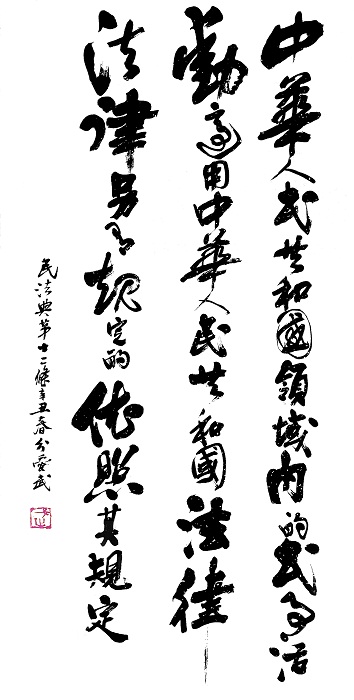 中華人民共和國領域內的民事活
動適用中華人民共和國法律
法律另有規定的依照其規定
民法典第十二條辛丑春分愛武